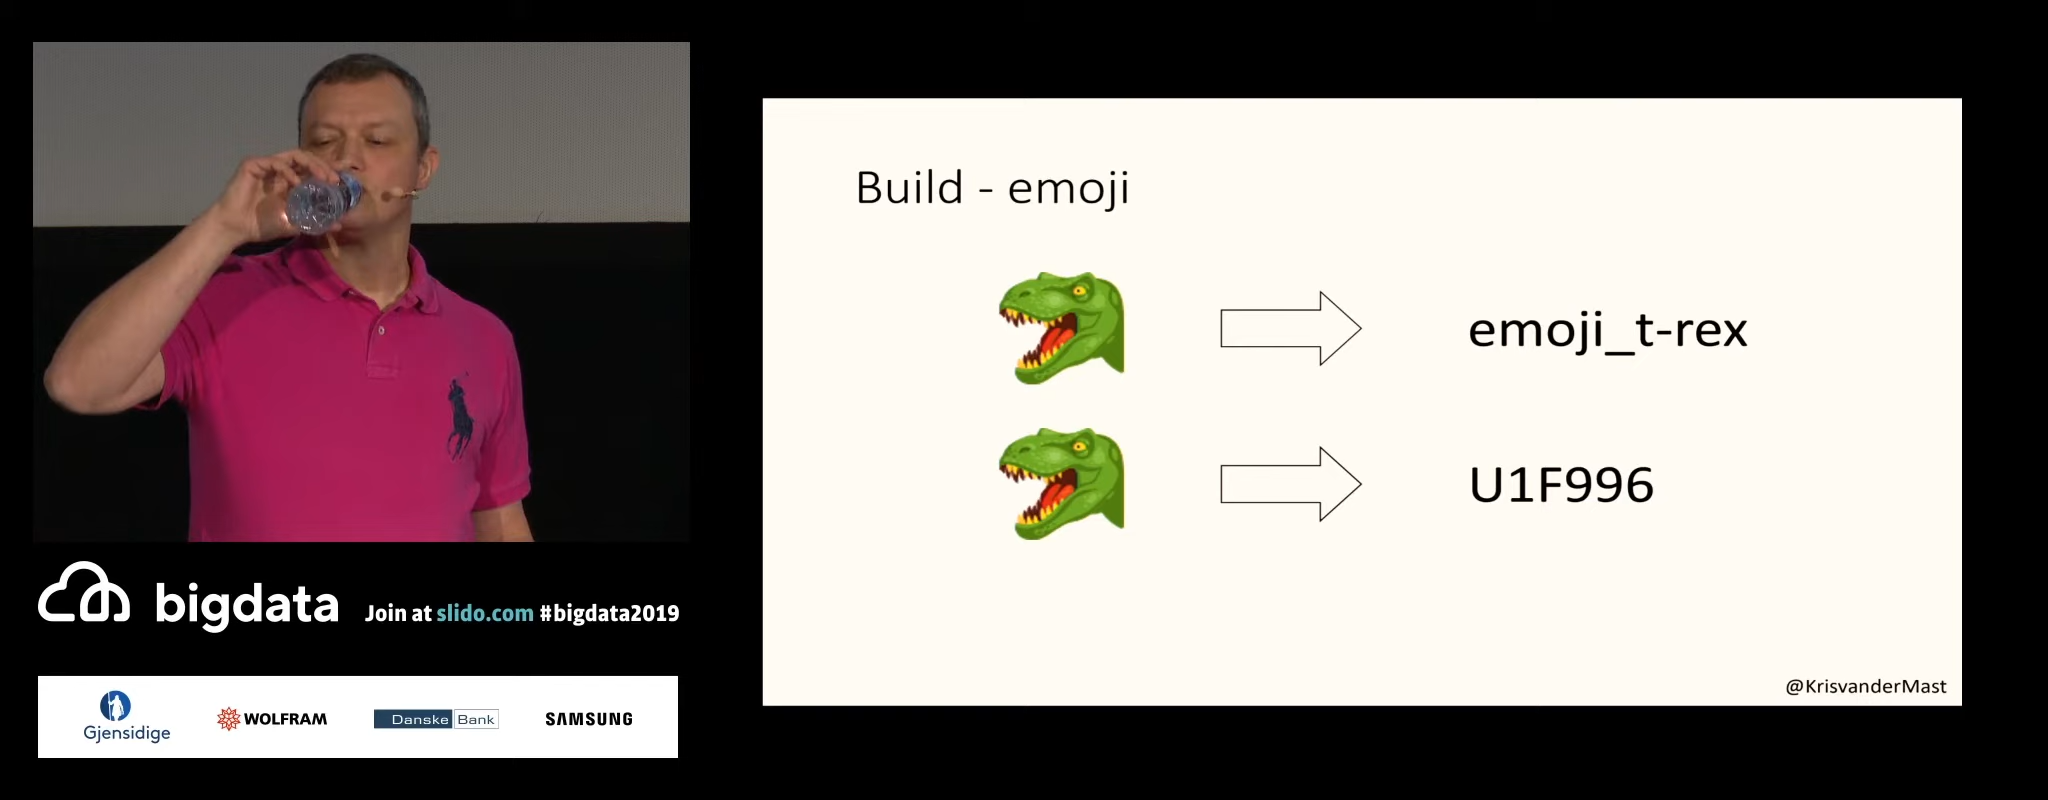 Build - emoji
emoji_t-rex
U1F996
@KrisvanderMast
bigdata
Join at slido.com #bigdata2019
Gjensidige
WOLFRAM
Danske Bank
SAMSUNG